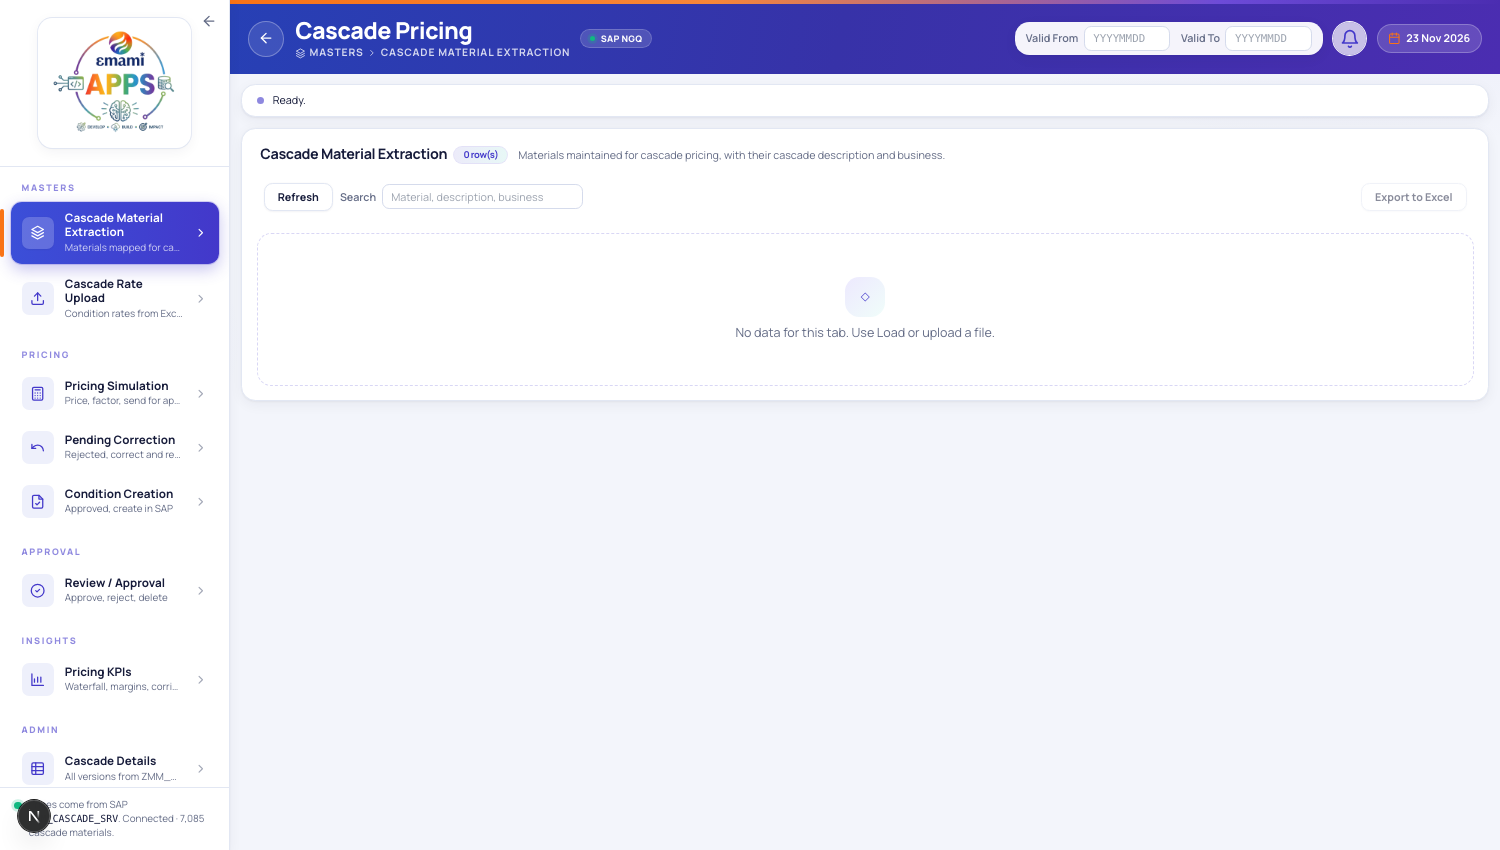 εmami
APPS
DEVELOP • BUILD • IMPACT
MASTERS
Cascade Material
Extraction
Materials mapped for ca...
Cascade Rate
Upload
Condition rates from Exc...
PRICING
Pricing Simulation
Price, factor, send for ap...
Pending Correction
Rejected, correct and re...
Condition Creation
Approved, create in SAP
APPROVAL
Review / Approval
Approve, reject, delete
INSIGHTS
Pricing KPIs
Waterfall, margins, corri...
ADMIN
Cascade Details
All versions from ZMM_...
come from SAP
_CASCADE_SRV. Connected · 7,085
cascade materials.
N
Cascade Pricing
SAP NGQ
MASTERS > CASCADE MATERIAL EXTRACTION
Valid From YYYYMMDD Valid To YYYYMMDD
23 Nov 2026
Ready.
Cascade Material Extraction 0 row(s) Materials maintained for cascade pricing, with their cascade description and business.
Refresh Search Material, description, business Export to Excel
No data for this tab. Use Load or upload a file.